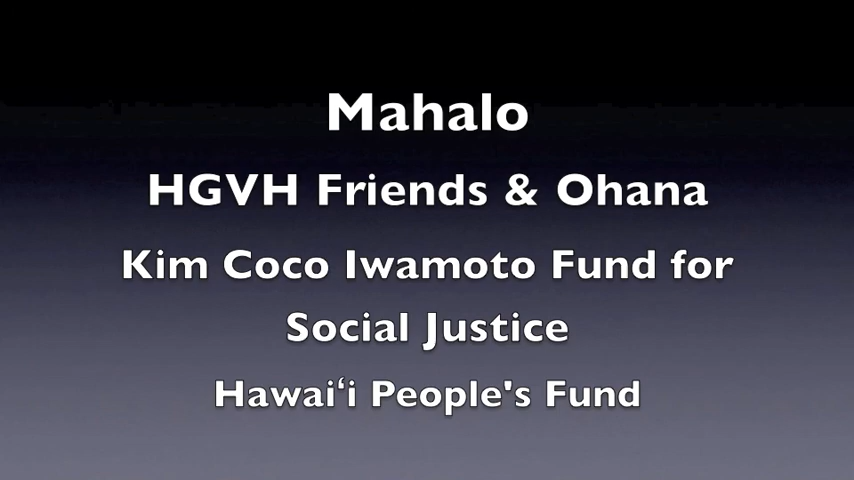 Mahalo
HGVH Friends & Ohana
Kim Coco Iwamoto Fund for
Social Justice
Hawaiʻi People's Fund